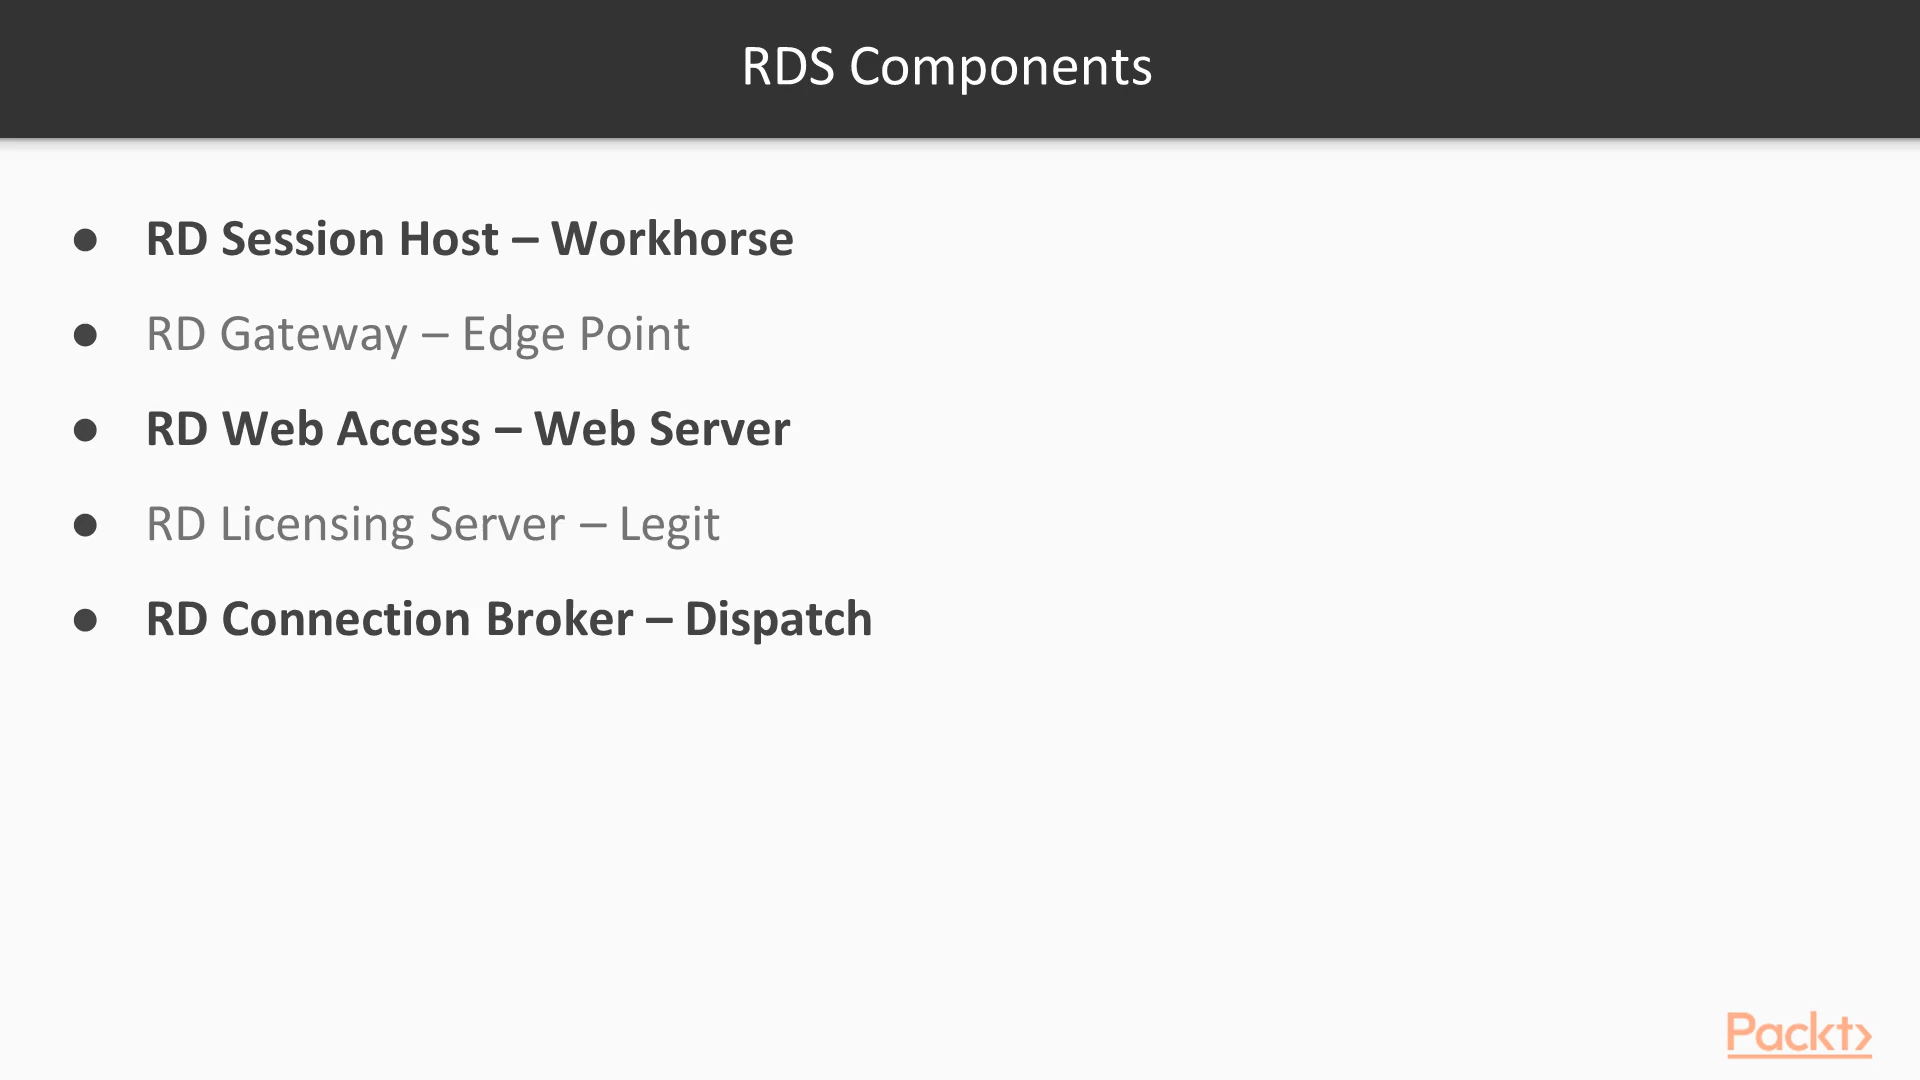 RDS Components
● RD Session Host – Workhorse
● RD Gateway – Edge Point
● RD Web Access – Web Server
● RD Licensing Server – Legit
● RD Connection Broker – Dispatch
Packt>